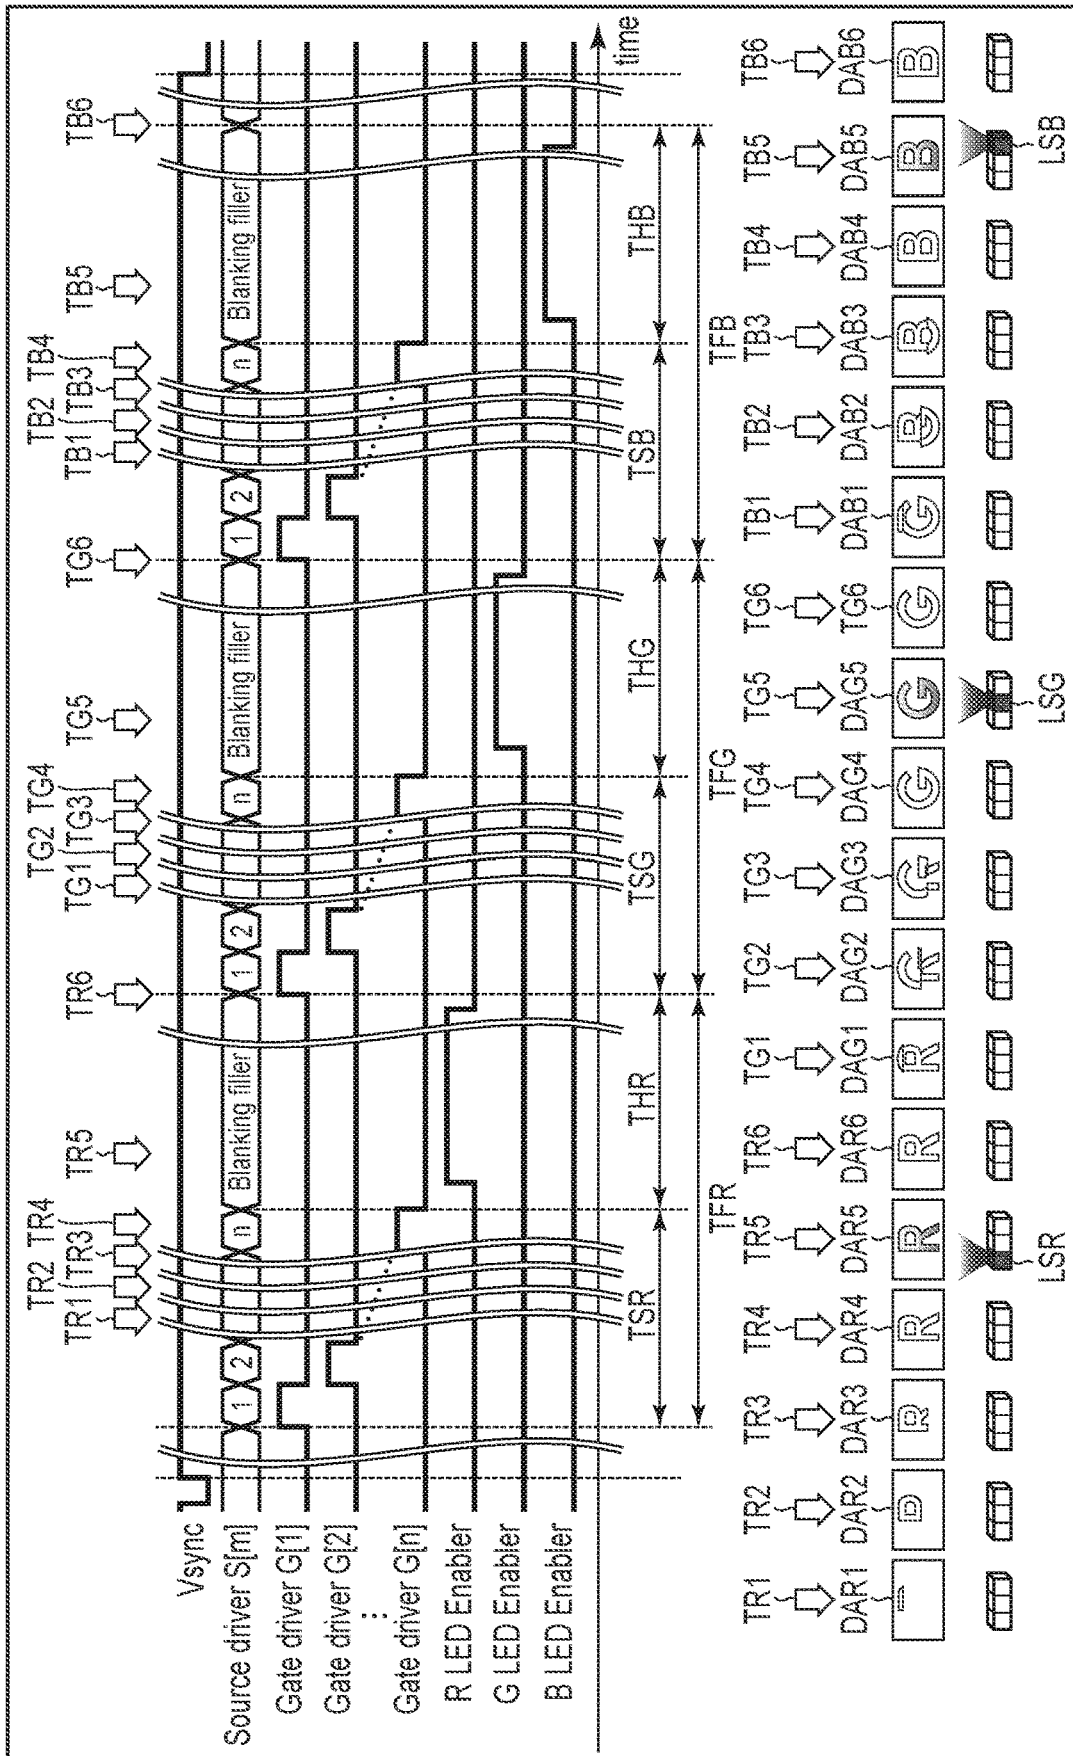 TR1 TR2 TR3 TR4 TR5 TR6 TG1 TG2 TG3 TG4 TG5 TG6 TB1 TB2 TB3 TB4 TB5 TB6
Vsync
Source driver S[m] 1 2 n Blanking filler 1 2 n Blanking filler 1 2 n Blanking filler
Gate driver G[1]
Gate driver G[2]
Gate driver G[n]
R LED Enabler
G LED Enabler
B LED Enabler
time
TSR THR TSG THG TSB THB
TFR TFG TFB
TR1 TR2 TR3 TR4 TR5 TR6 TG1 TG2 TG3 TG4 TG5 TG6 TB1 TB2 TB3 TB4 TB5 TB6
DAR1 DAR2 DAR3 DAR4 DAR5 DAR6 DAG1 DAG2 DAG3 DAG4 DAG5 TG6 DAB1 DAB2 DAB3 DAB4 DAB5 DAB6
R R R R R G G G G B B B
LSR LSG LSB